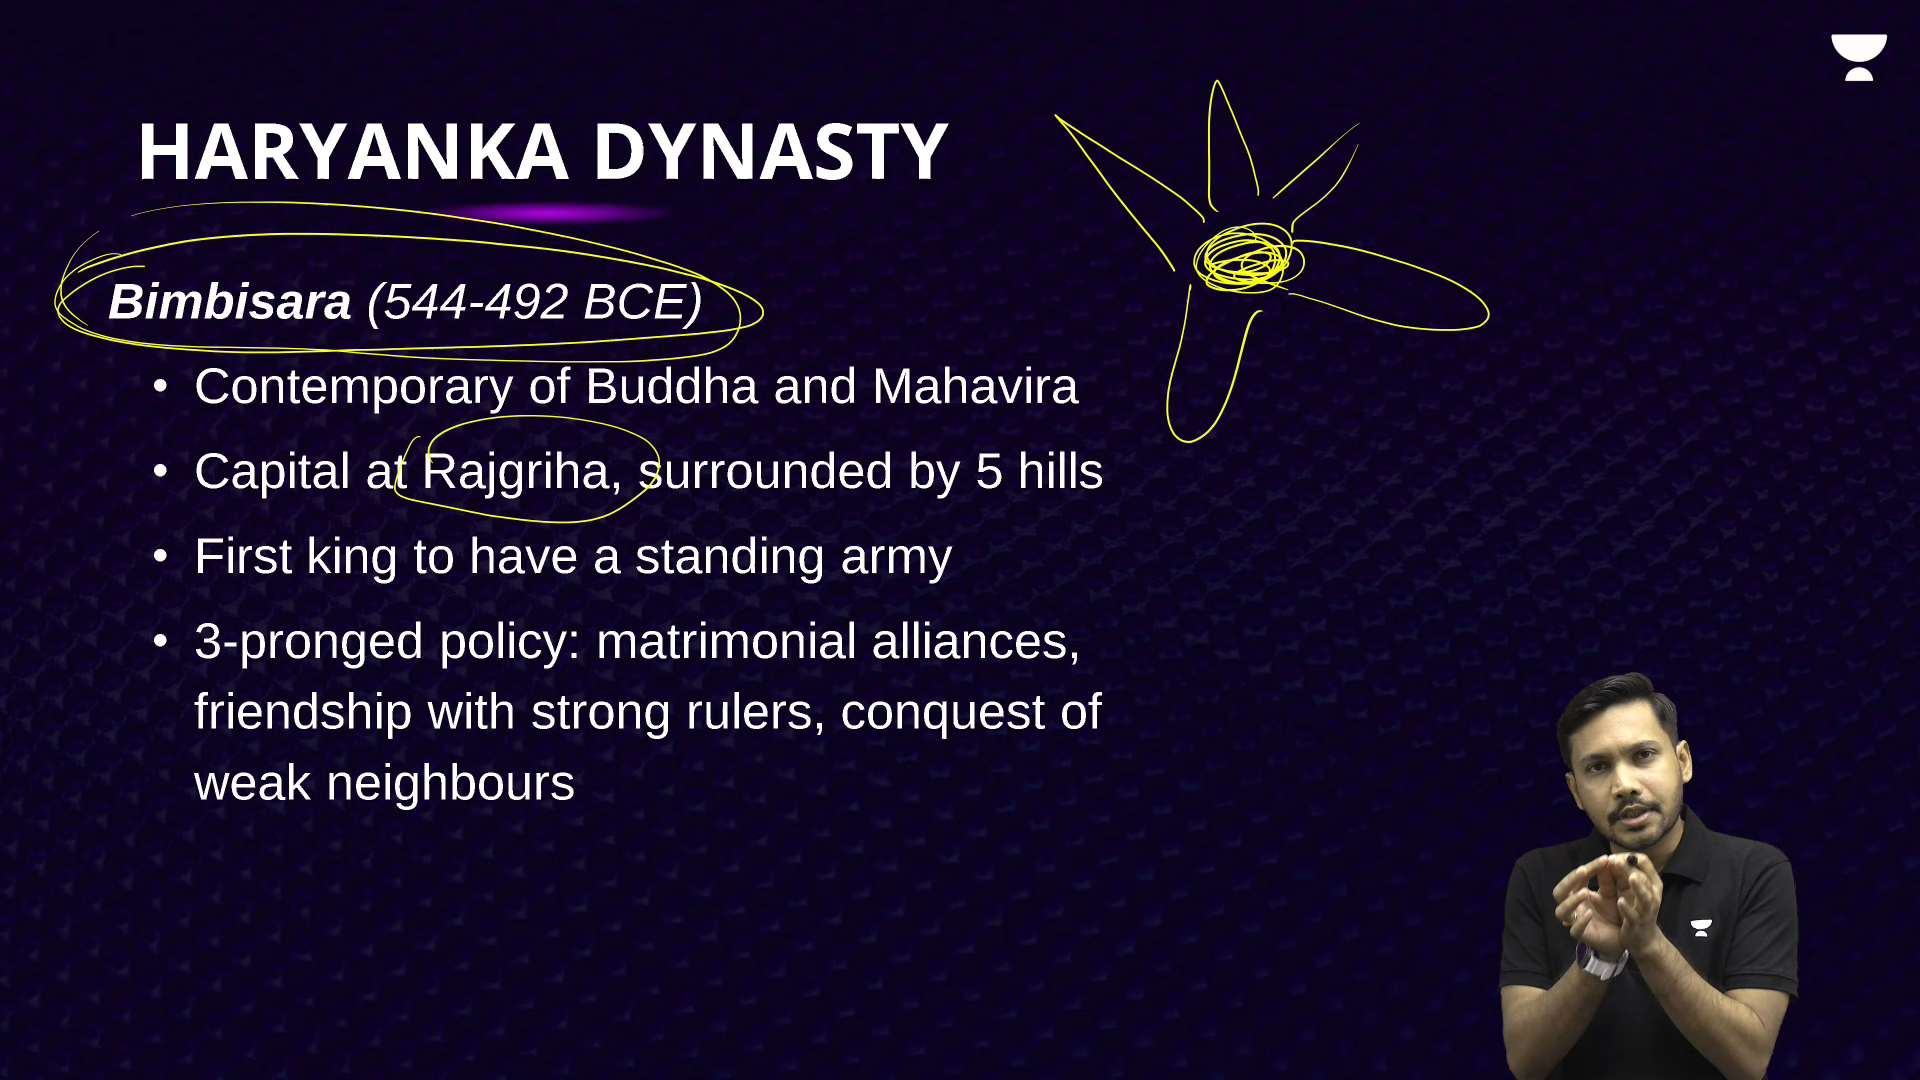 HARYANKA DYNASTY
Bimbisara (544-492 BCE)
• Contemporary of Buddha and Mahavira
• Capital at Rajgriha, surrounded by 5 hills
• First king to have a standing army
• 3-pronged policy: matrimonial alliances,
friendship with strong rulers, conquest of
weak neighbours